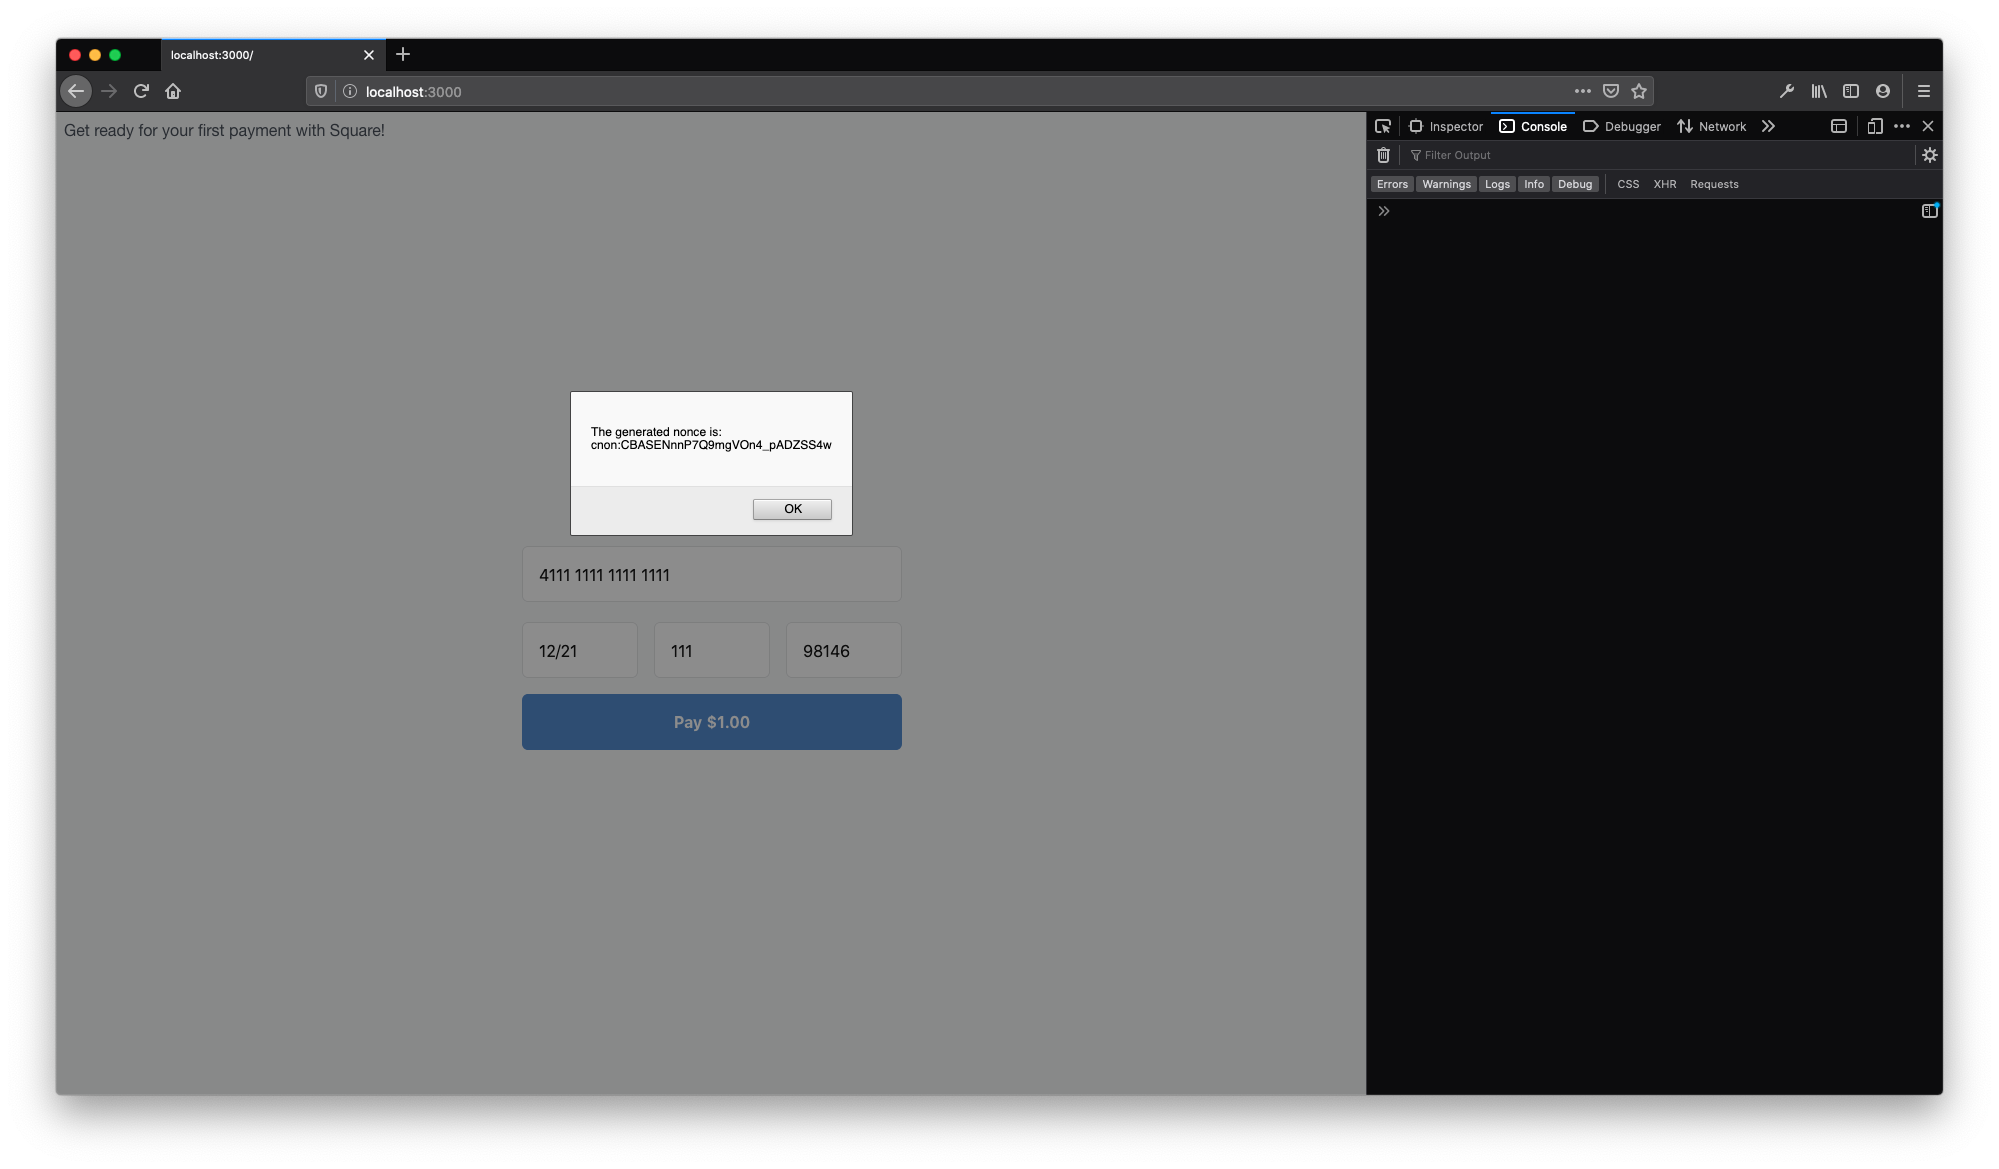 localhost:3000/
localhost:3000
Get ready for your first payment with Square!
Inspector Console Debugger Network
Filter Output
Errors Warnings Logs Info Debug CSS XHR Requests
The generated nonce is:
cnon:CBASENnnP7Q9mgVOn4_pADZSS4w
OK
4111 1111 1111 1111
12/21 111 98146
Pay $1.00